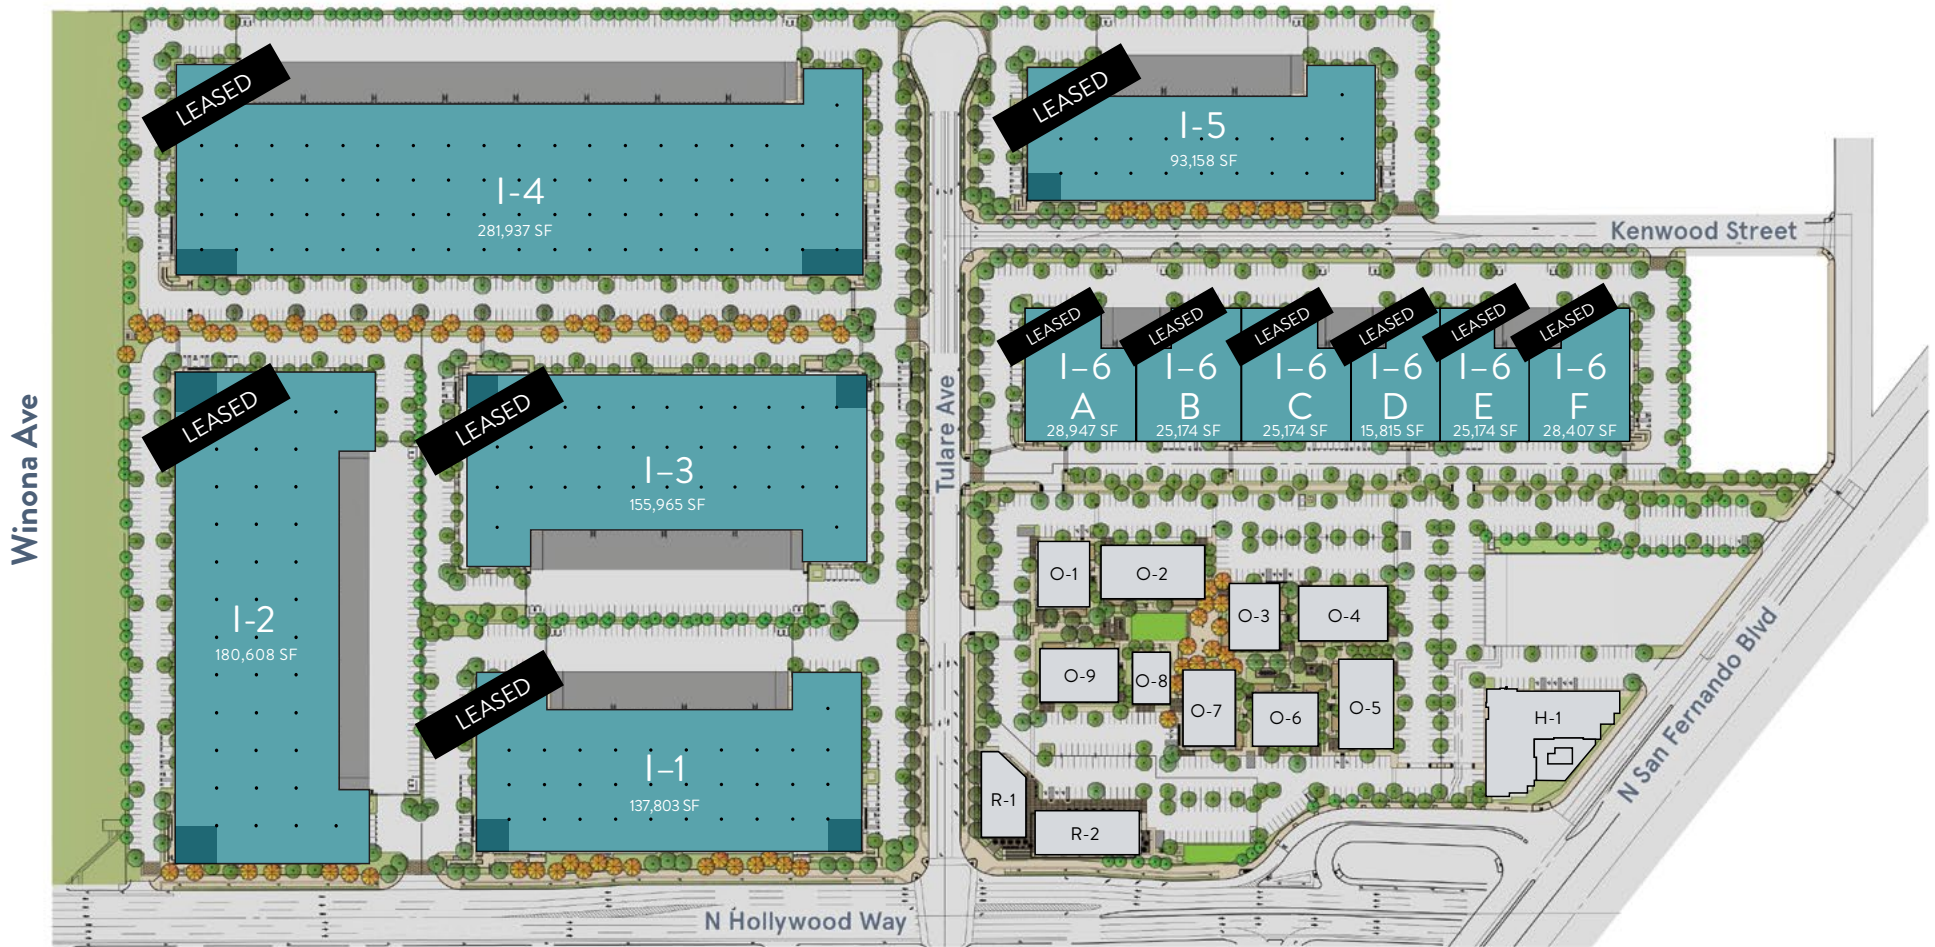 LEASED
I-4
281,937 SF
LEASED
I-5
93,158 SF
Kenwood Street
LEASED
LEASED
LEASED
LEASED
LEASED
LEASED
I-6
A
28,947 SF
I-6
B
25,174 SF
I-6
C
25,174 SF
I-6
D
15,815 SF
I-6
E
25,174 SF
I-6
F
28,407 SF
Winona Ave
LEASED
I-2
180,608 SF
LEASED
I-3
155,965 SF
Tulare Ave
LEASED
I-1
137,803 SF
O-1
O-2
O-3
O-4
O-9
O-8
O-7
O-6
O-5
H-1
R-1
R-2
N San Fernando Blvd
N Hollywood Way